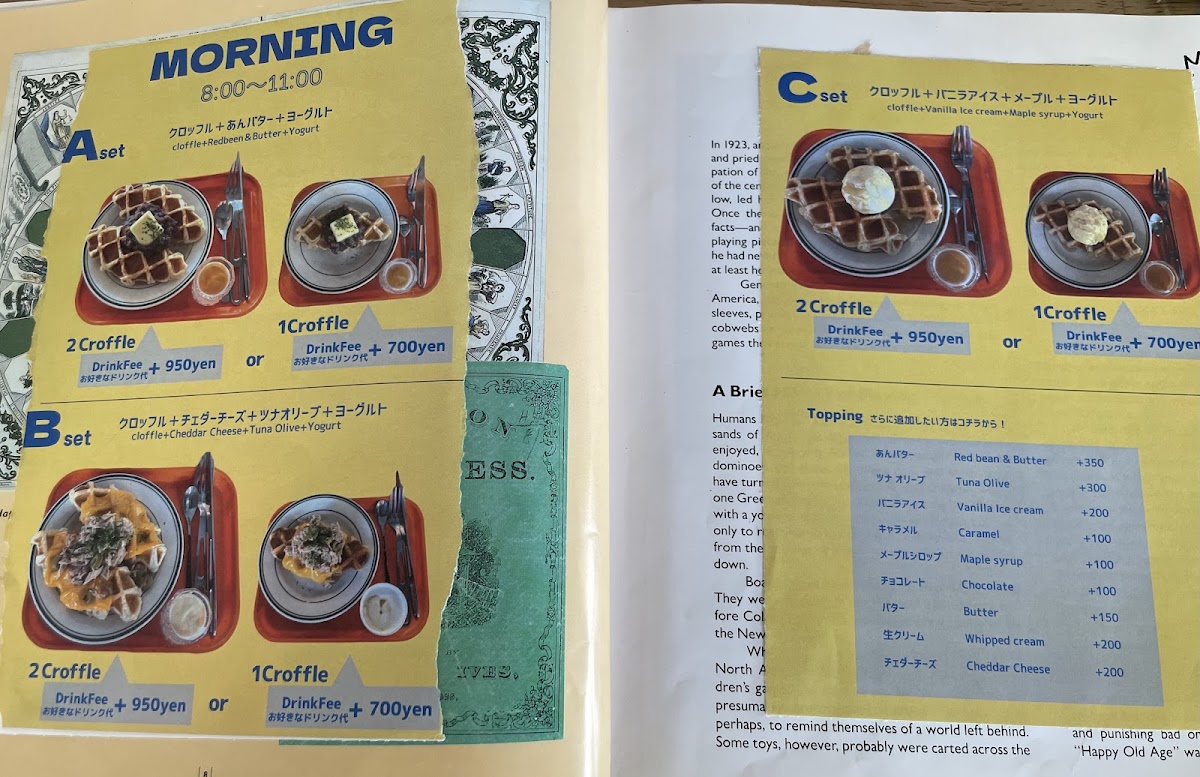 MORNING
8:00〜11:00
A set
クロッフル＋あんバター＋ヨーグルト
cloffle+Redbeen&Butter+Yogurt
2 Croffle
DrinkFee
お好きなドリンク代
+ 950yen
or
1Croffle
DrinkFee
お好きなドリンク代
+ 700yen
B set
クロッフル＋チェダーチーズ＋ツナオリーブ＋ヨーグルト
cloffle+Cheddar Cheese+Tuna Olive+Yogurt
2 Croffle
DrinkFee
お好きなドリンク代
+ 950yen
or
1Croffle
DrinkFee
お好きなドリンク代
+ 700yen
ON
ESS.
IVES,
8
C set
クロッフル＋バニラアイス＋メープル＋ヨーグルト
cloffle+Vanilla Ice cream+Maple syrup+Yogurt
2 Croffle
DrinkFee
お好きなドリンク代
+ 950yen
or
1Croffle
DrinkFee
お好きなドリンク代
+ 700yen
Topping さらに追加したい方はコチラから！
あんバター Red bean & Butter +350
ツナ オリーブ Tuna Olive +300
バニラアイス Vanilla Ice cream +200
キャラメル Caramel +100
メープルシロップ Maple syrup +100
チョコレート Chocolate +100
バター Butter +150
生クリーム Whipped cream +200
チェダーチーズ Cheddar Cheese +200
In 1923,
and pried
pation of
of the cen
low, led
Once the
facts—an
playing pi
he had ne
at least he
Gen
America,
sleeves, p
cobwebs
games the
A Brie
Humans
sands of
enjoyed,
dominoe
have turn
one Gree
with a yo
only to r
from the
down.
Boa
They we
fore Col
the New
Wh
North A
dren's ga
presuma
perhaps, to remind themselves of a world left behind.
Some toys, however, probably were carted across the
and punishing bad
"Happy Old Age" wa